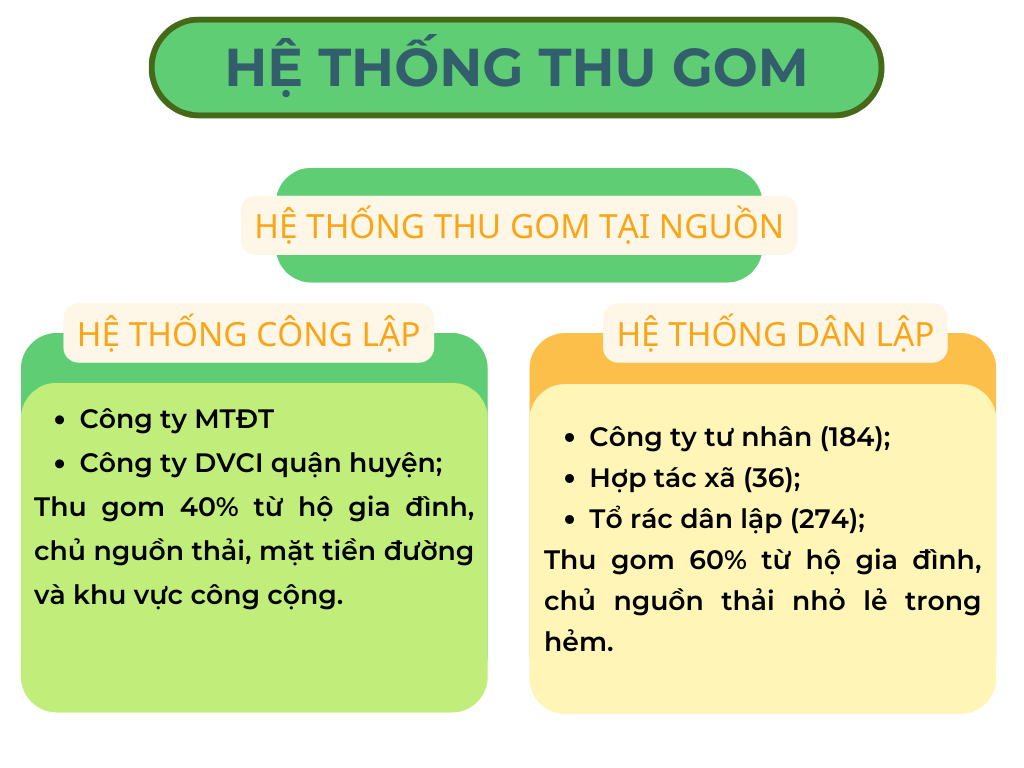 HỆ THỐNG THU GOM
HỆ THỐNG THU GOM TẠI NGUỒN
HỆ THỐNG CÔNG LẬP
• Công ty MTĐT
• Công ty DVCI quận huyện;
Thu gom 40% từ hộ gia đình,
chủ nguồn thải, mặt tiền đường
và khu vực công cộng.
HỆ THỐNG DÂN LẬP
• Công ty tư nhân (184);
• Hợp tác xã (36);
• Tổ rác dân lập (274);
Thu gom 60% từ hộ gia đình,
chủ nguồn thải nhỏ lẻ trong
hẻm.